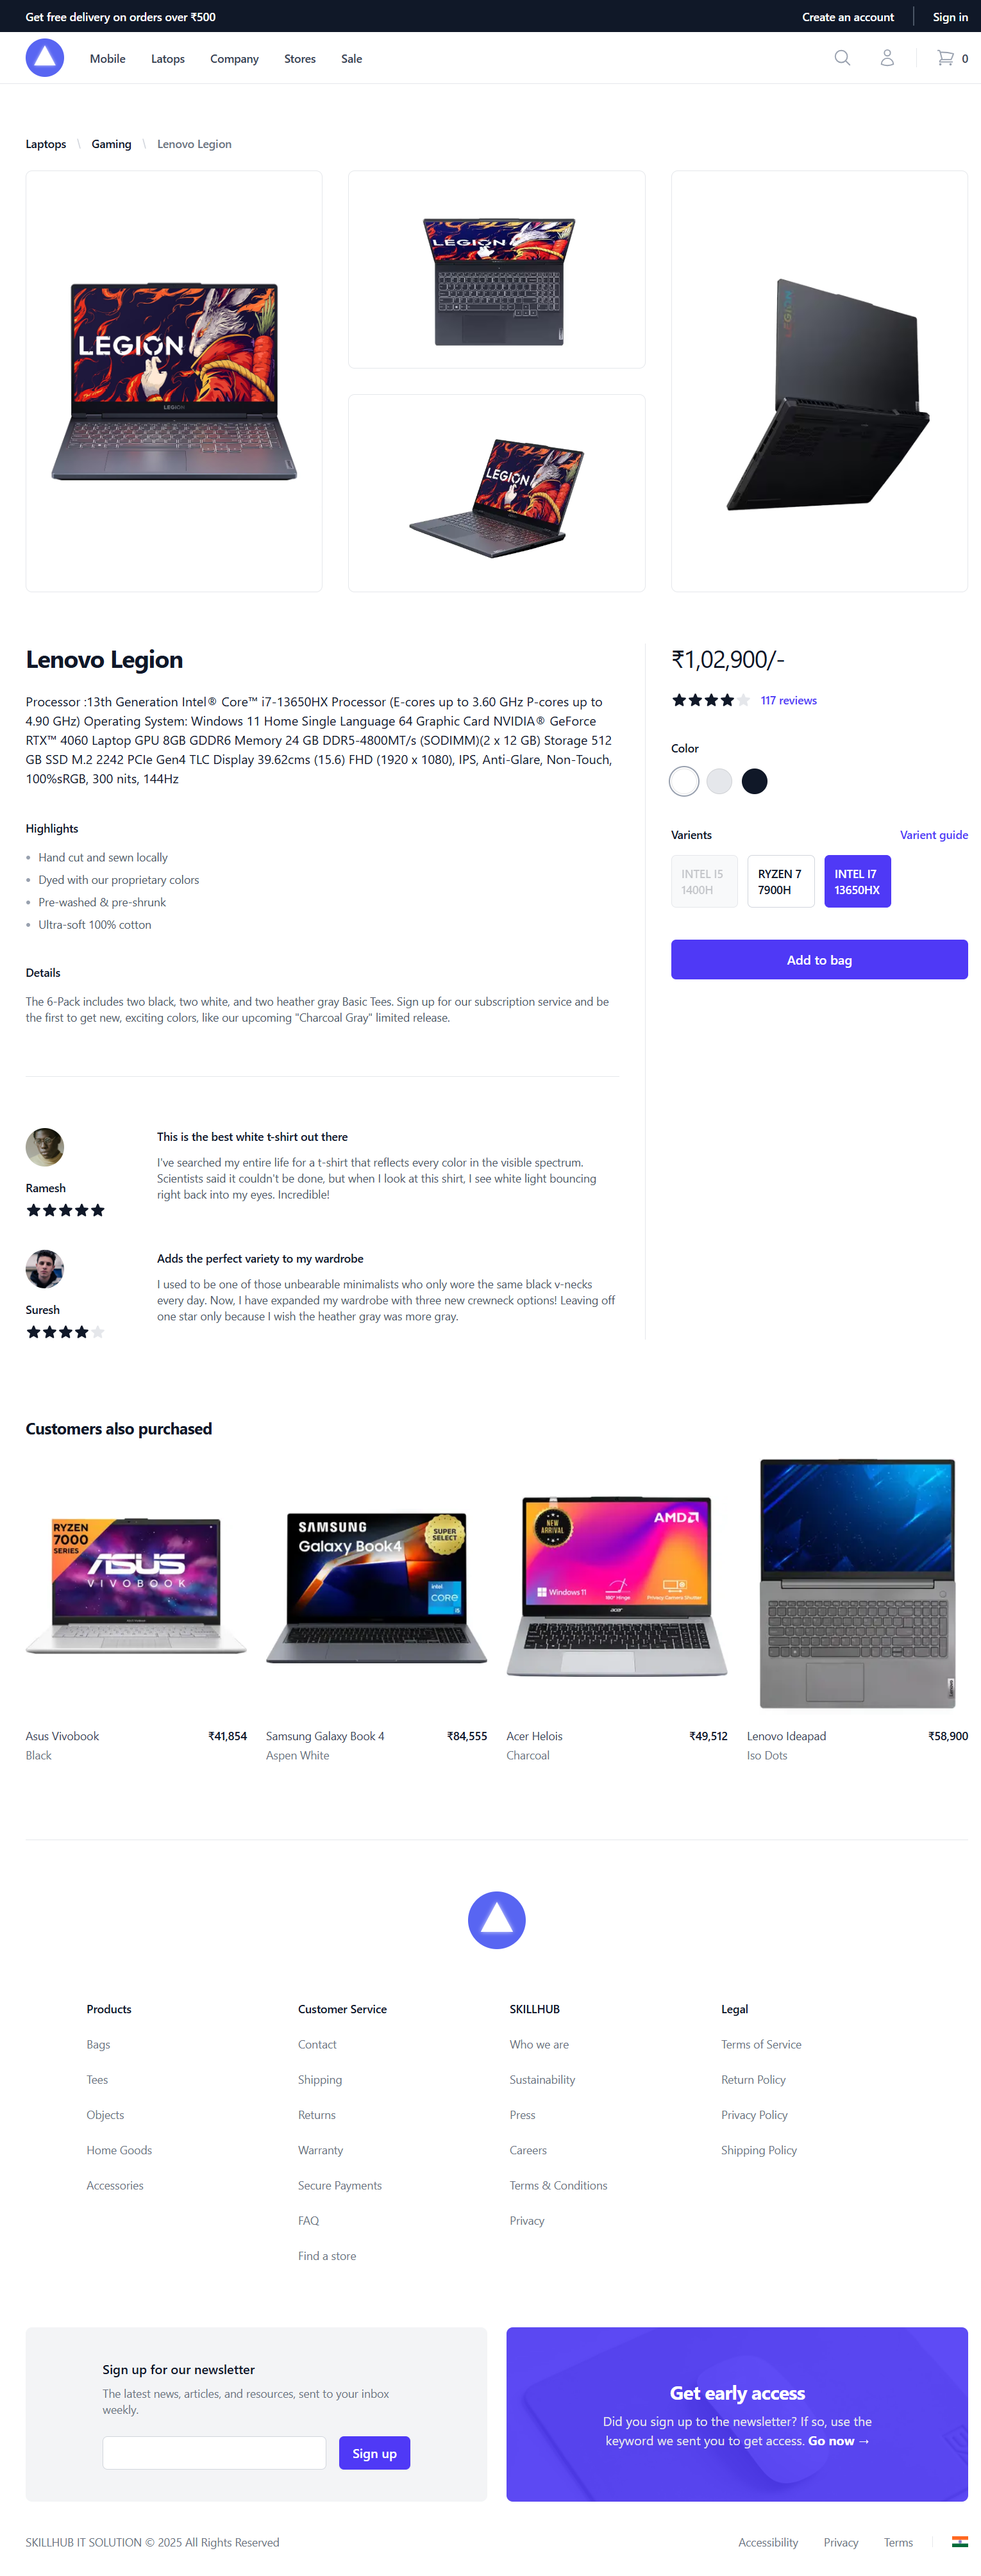 Get free delivery on orders over ₹500
Create an account
Sign in
Mobile
Latops
Company
Stores
Sale
0
Laptops \ Gaming \ Lenovo Legion
LEGION
LEGION
LEGION
LEGION
LEGION
Lenovo Legion
Processor :13th Generation Intel® Core™ i7-13650HX Processor (E-cores up to 3.60 GHz P-cores up to
4.90 GHz) Operating System: Windows 11 Home Single Language 64 Graphic Card NVIDIA® GeForce
RTX™ 4060 Laptop GPU 8GB GDDR6 Memory 24 GB DDR5-4800MT/s (SODIMM)(2 x 12 GB) Storage 512
GB SSD M.2 2242 PCIe Gen4 TLC Display 39.62cms (15.6) FHD (1920 x 1080), IPS, Anti-Glare, Non-Touch,
100%sRGB, 300 nits, 144Hz
Highlights
Hand cut and sewn locally
Dyed with our proprietary colors
Pre-washed & pre-shrunk
Ultra-soft 100% cotton
Details
The 6-Pack includes two black, two white, and two heather gray Basic Tees. Sign up for our subscription service and be
the first to get new, exciting colors, like our upcoming "Charcoal Gray" limited release.
₹1,02,900/-
117 reviews
Color
Varients
Varient guide
INTEL I5
1400H
RYZEN 7
7900H
INTEL I7
13650HX
Add to bag
Ramesh
This is the best white t-shirt out there
I've searched my entire life for a t-shirt that reflects every color in the visible spectrum.
Scientists said it couldn't be done, but when I look at this shirt, I see white light bouncing
right back into my eyes. Incredible!
Suresh
Adds the perfect variety to my wardrobe
I used to be one of those unbearable minimalists who only wore the same black v-necks
every day. Now, I have expanded my wardrobe with three new crewneck options! Leaving off
one star only because I wish the heather gray was more gray.
Customers also purchased
RYZEN
7000
SERIES
ASUS
VIVOBOOK
SAMSUNG
Galaxy Book4
SUPER
SELECT
intel
CORE
i5
NEW
ARRIVAL
AMD
Windows 11
180° Hinge
Privacy Camera Shutter
acer
Lenovo
Asus Vivobook
₹41,854
Black
Samsung Galaxy Book 4
₹84,555
Aspen White
Acer Helois
₹49,512
Charcoal
Lenovo Ideapad
₹58,900
Iso Dots
Products
Bags
Tees
Objects
Home Goods
Accessories
Customer Service
Contact
Shipping
Returns
Warranty
Secure Payments
FAQ
Find a store
SKILLHUB
Who we are
Sustainability
Press
Careers
Terms & Conditions
Privacy
Legal
Terms of Service
Return Policy
Privacy Policy
Shipping Policy
Sign up for our newsletter
The latest news, articles, and resources, sent to your inbox
weekly.
Sign up
Get early access
Did you sign up to the newsletter? If so, use the
keyword we sent you to get access. Go now →
SKILLHUB IT SOLUTION © 2025 All Rights Reserved
Accessibility
Privacy
Terms